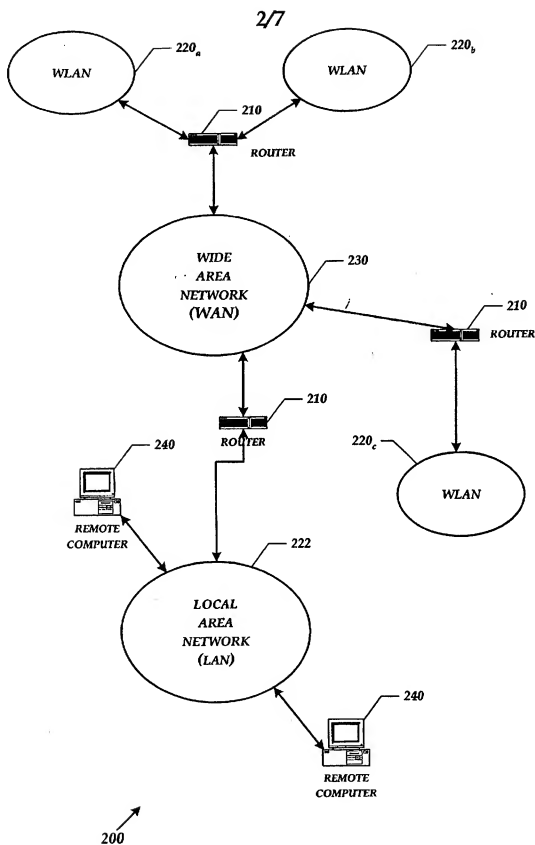 2/7
220a
220b
WLAN
WLAN
210
ROUTER
WIDE
AREA
NETWORK
(WAN)
230
210
ROUTER
210
ROUTER
240
220c
REMOTE
COMPUTER
WLAN
222
LOCAL
AREA
NETWORK
(LAN)
240
REMOTE
COMPUTER
200